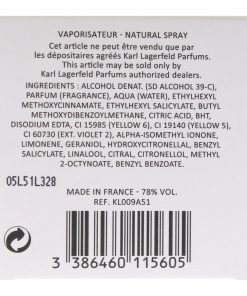 VAPORISATEUR - NATURAL SPRAY
Cet article ne peut être vendu que par
les dépositaires agréés Karl Lagerfeld Parfums.
This article may be sold only by
Karl Lagerfeld Parfums authorized dealers.
INGREDIENTS : ALCOHOL DENAT. (SD ALCOHOL 39-C),
PARFUM (FRAGRANCE), AQUA (WATER), ETHYLHEXYL
METHOXYCINNAMATE, ETHYLHEXYL SALICYLATE, BUTYL
METHOXYDIBENZOYLMETHANE, CITRIC ACID, BHT,
DISODIUM EDTA, CI 15985 (YELLOW 6), CI 19140 (YELLOW 5),
CI 60730 (EXT. VIOLET 2), ALPHA-ISOMETHYL IONONE,
LIMONENE, GERANIOL, HYDROXYCITRONELLAL, BENZYL
SALICYLATE, LINALOOL, CITRAL, CITRONELLOL, METHYL
2-OCTYNOATE, BENZYL BENZOATE.
05L51L328
MADE IN FRANCE - 78% VOL.
REF. KL009A51
3 386460 115605